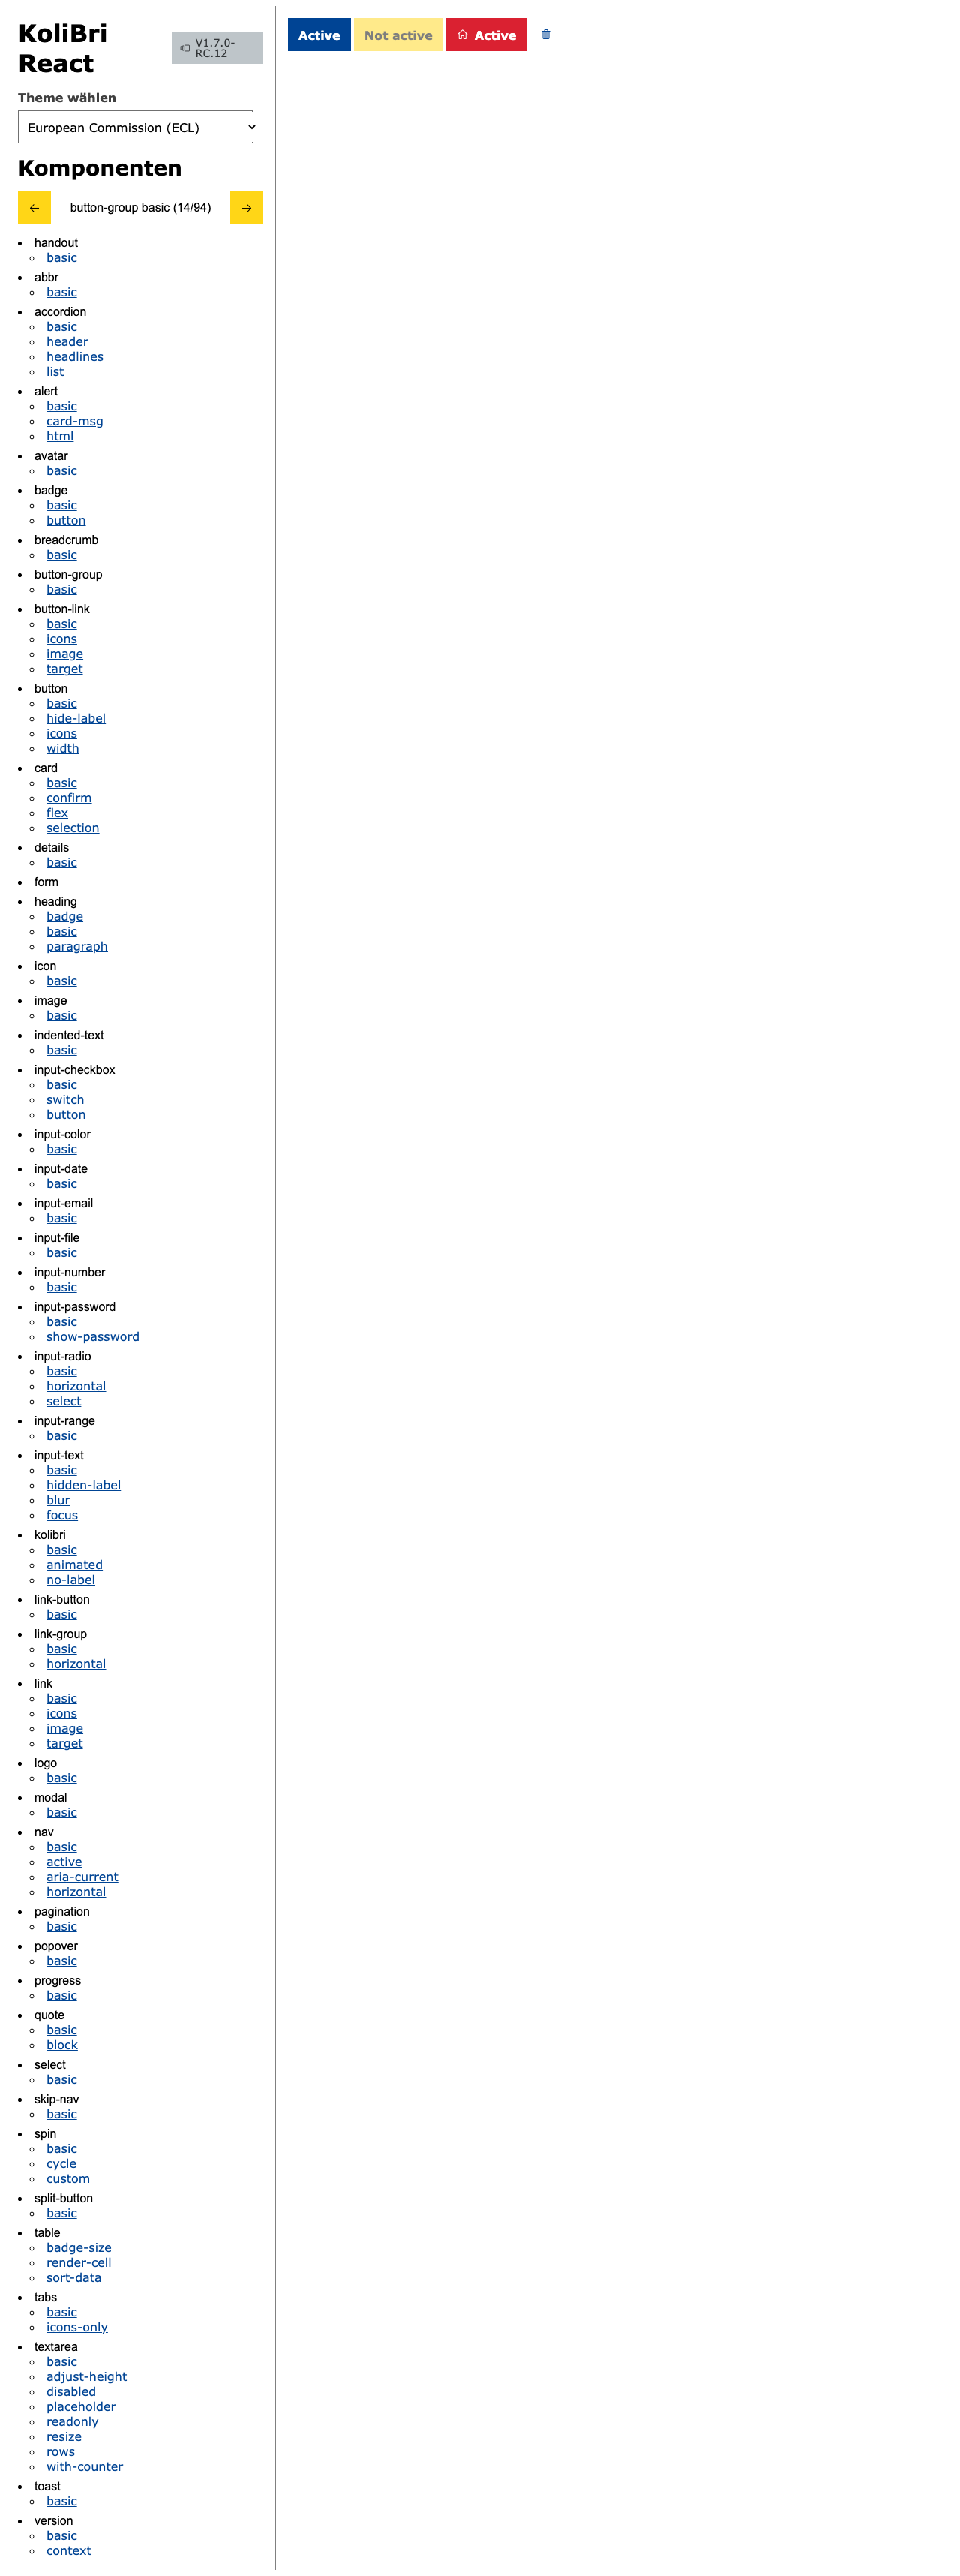 KoliBri
React
V1.7.0-
RC.12
Theme wählen
European Commission (ECL)
Komponenten
button-group basic (14/94)
handout
basic
abbr
basic
accordion
basic
header
headlines
list
alert
basic
card-msg
html
avatar
basic
badge
basic
button
breadcrumb
basic
button-group
basic
button-link
basic
icons
image
target
button
basic
hide-label
icons
width
card
basic
confirm
flex
selection
details
basic
form
heading
badge
basic
paragraph
icon
basic
image
basic
indented-text
basic
input-checkbox
basic
switch
button
input-color
basic
input-date
basic
input-email
basic
input-file
basic
input-number
basic
input-password
basic
show-password
input-radio
basic
horizontal
select
input-range
basic
input-text
basic
hidden-label
blur
focus
kolibri
basic
animated
no-label
link-button
basic
link-group
basic
horizontal
link
basic
icons
image
target
logo
basic
modal
basic
nav
basic
active
aria-current
horizontal
pagination
basic
popover
basic
progress
basic
quote
basic
block
select
basic
skip-nav
basic
spin
basic
cycle
custom
split-button
basic
table
badge-size
render-cell
sort-data
tabs
basic
icons-only
textarea
basic
adjust-height
disabled
placeholder
readonly
resize
rows
with-counter
toast
basic
version
basic
context
Active Not active Active